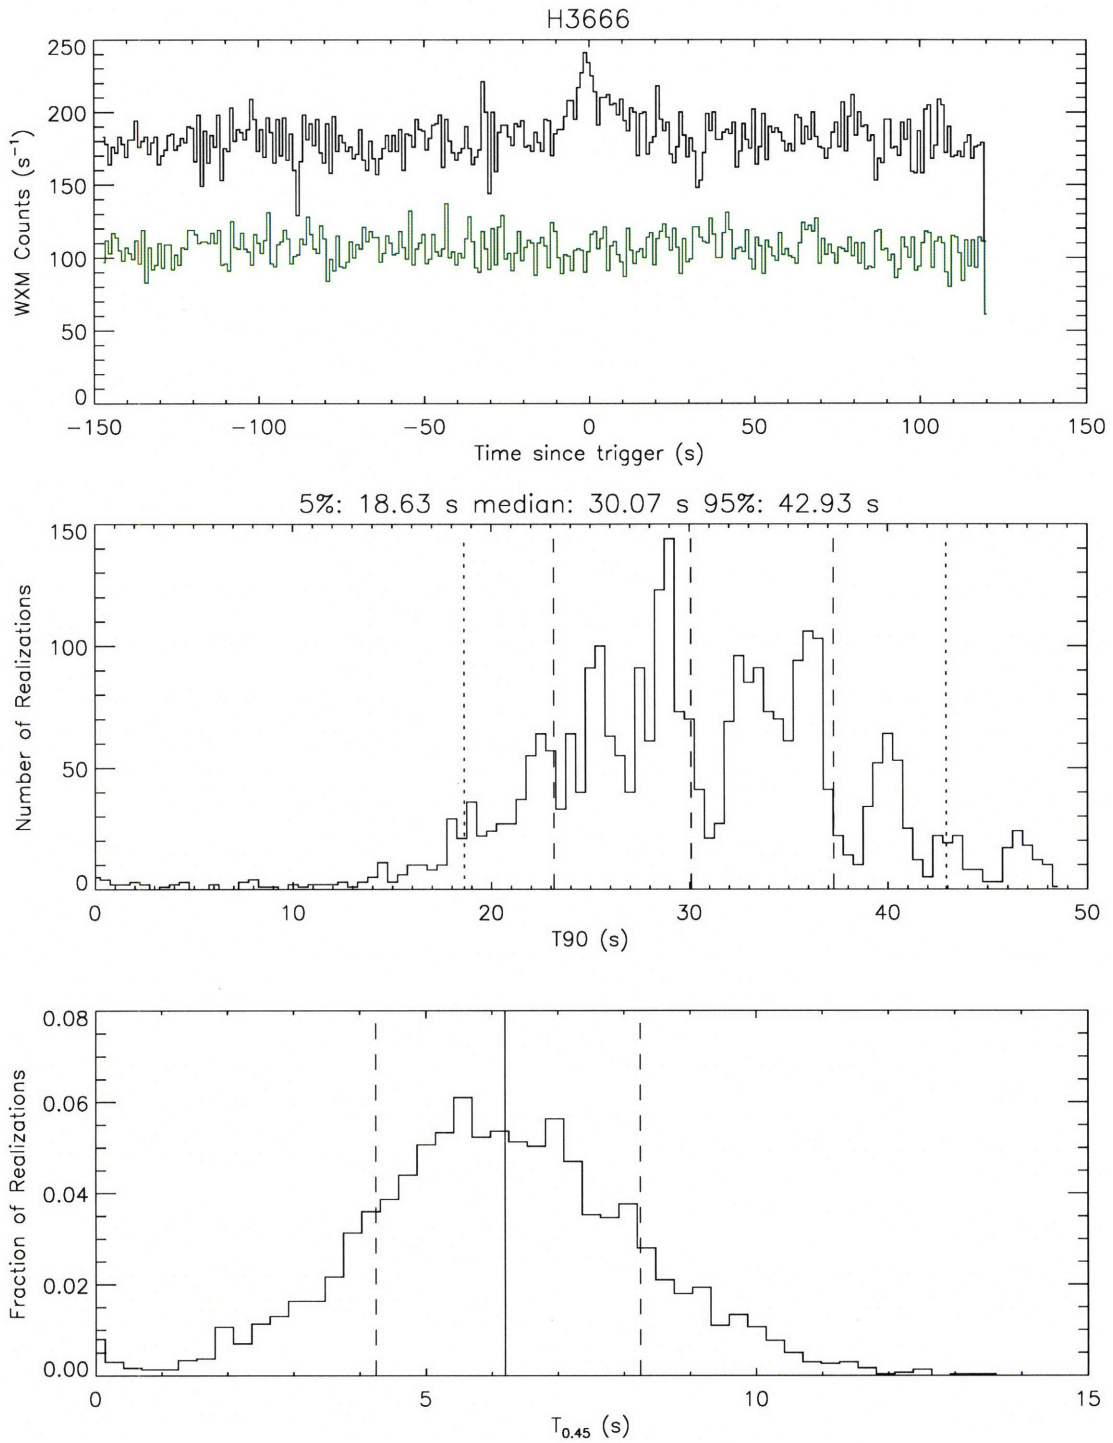 H3666
250
200
150
100
50
0
WXM Counts (s⁻¹)
−150 −100 −50 0 50 100 150
Time since trigger (s)
5%: 18.63 s median: 30.07 s 95%: 42.93 s
150
100
50
0
Number of Realizations
0 10 20 30 40 50
T90 (s)
0.08
0.06
0.04
0.02
0.00
Fraction of Realizations
0 5 10 15
T₀.₄₅ (s)